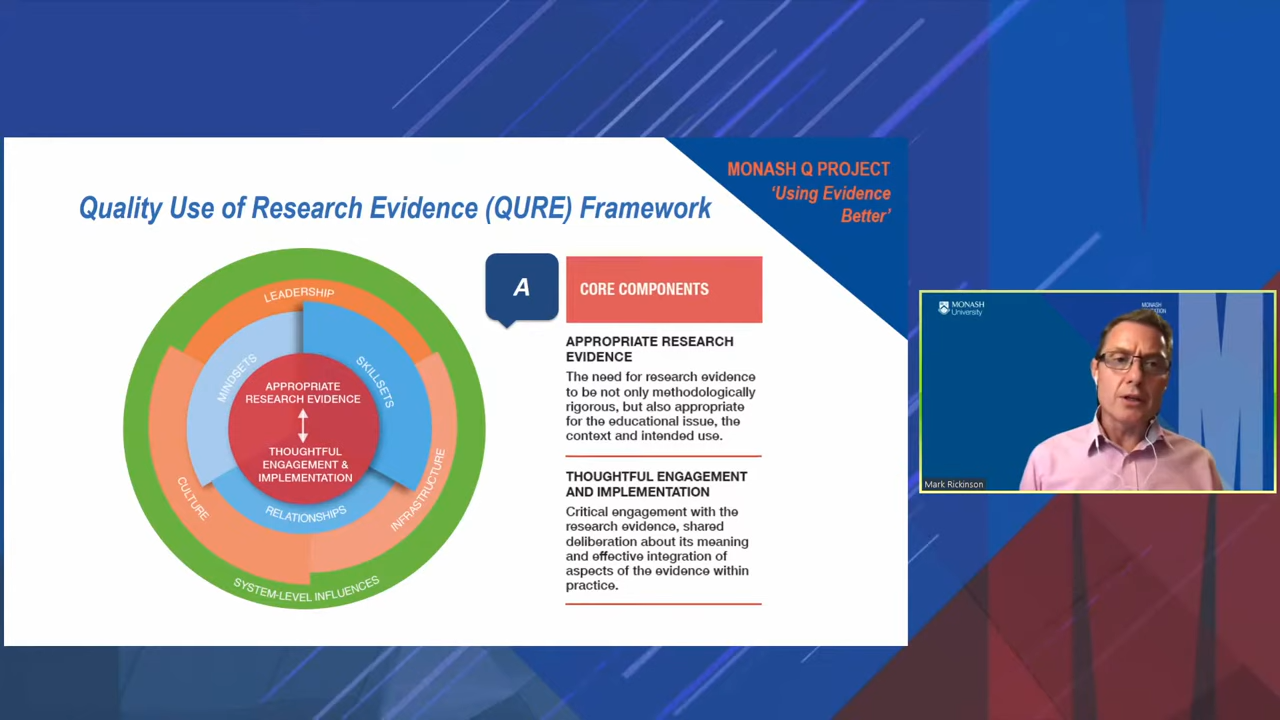 MONASH Q PROJECT
‘Using Evidence
Better’
Quality Use of Research Evidence (QURE) Framework
LEADERSHIP
MINDSETS
SKILLSETS
APPROPRIATE
RESEARCH EVIDENCE
THOUGHTFUL
ENGAGEMENT &
IMPLEMENTATION
RELATIONSHIPS
CULTURE
INFRASTRUCTURE
SYSTEM-LEVEL INFLUENCES
A
CORE COMPONENTS
APPROPRIATE RESEARCH
EVIDENCE
The need for research evidence
to be not only methodologically
rigorous, but also appropriate
for the educational issue, the
context and intended use.
THOUGHTFUL ENGAGEMENT
AND IMPLEMENTATION
Critical engagement with the
research evidence, shared
deliberation about its meaning
and effective integration of
aspects of the evidence within
practice.
MONASH
University
MONASH
Mark Rickinson